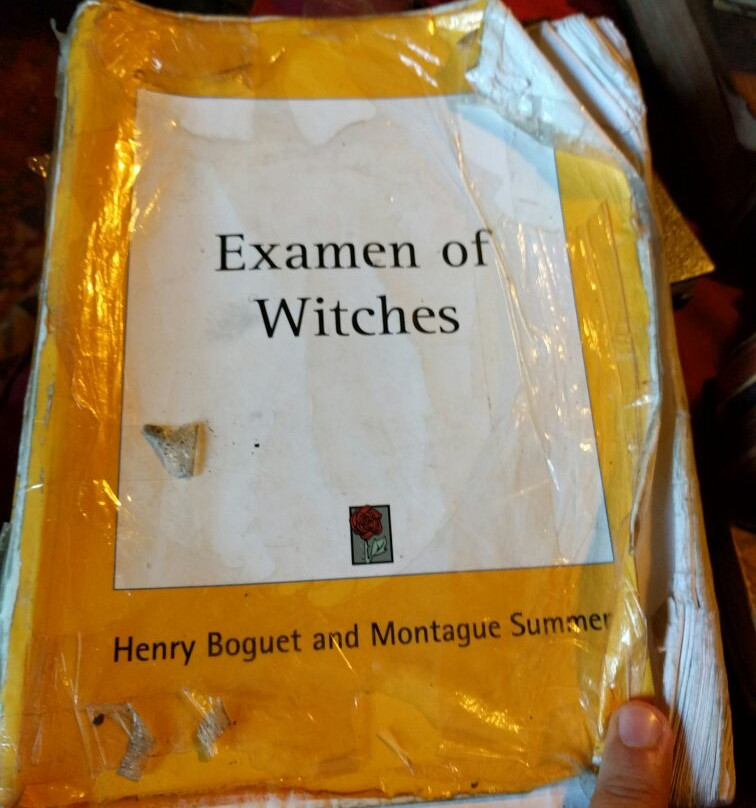 Examen of
Witches
Henry Boguet and Montague Summer